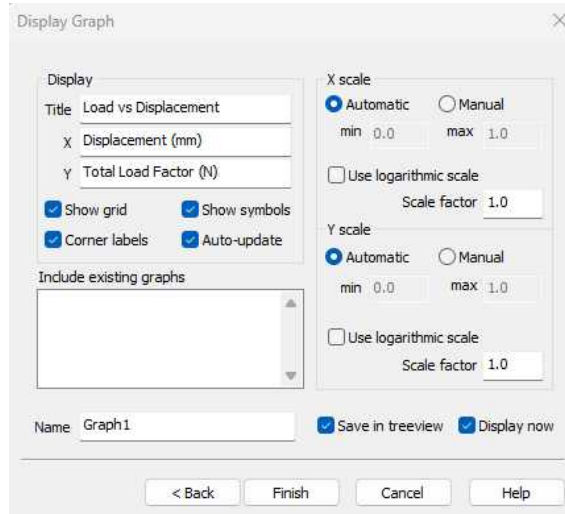 Display Graph
Display
Title Load vs Displacement
X Displacement (mm)
Y Total Load Factor (N)
Show grid Show symbols
Corner labels Auto-update
Include existing graphs
X scale
Automatic Manual
min 0.0 max 1.0
Use logarithmic scale
Scale factor 1.0
Y scale
Automatic Manual
min 0.0 max 1.0
Use logarithmic scale
Scale factor 1.0
Name Graph1
Save in treeview Display now
< Back Finish Cancel Help